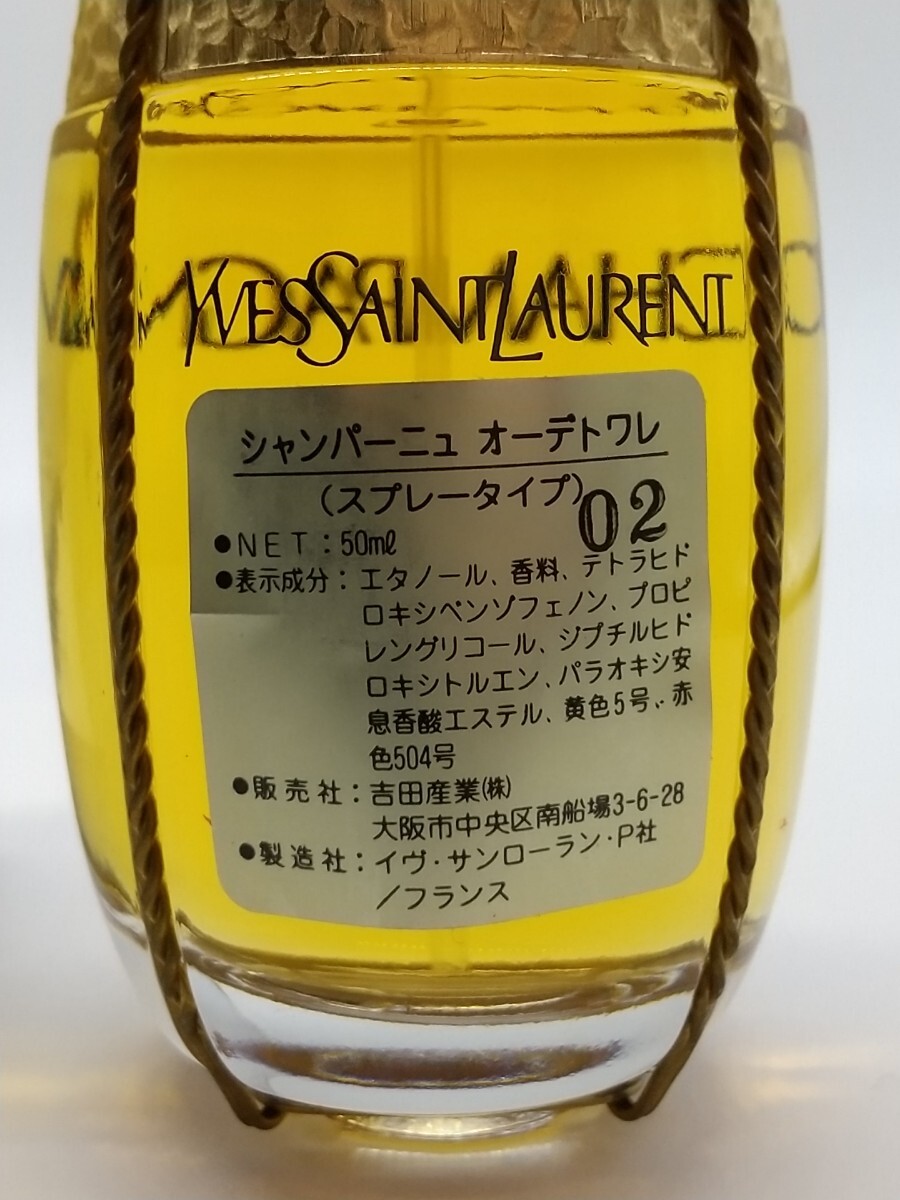 YVESSAINTLAURENT
シャンパーニュ オーデトワレ
(スプレータイプ) 02
●NET:50ml
●表示成分:エタノール、香料、テトラヒド
ロキシベンゾフェノン、プロピ
レングリコール、ジブチルヒド
ロキシトルエン、パラオキシ安
息香酸エステル、黄色5号、赤
色504号
●販売社:吉田産業㈱
大阪市中央区南船場3-6-28
●製造社:イヴ・サンローラン・P社
/フランス